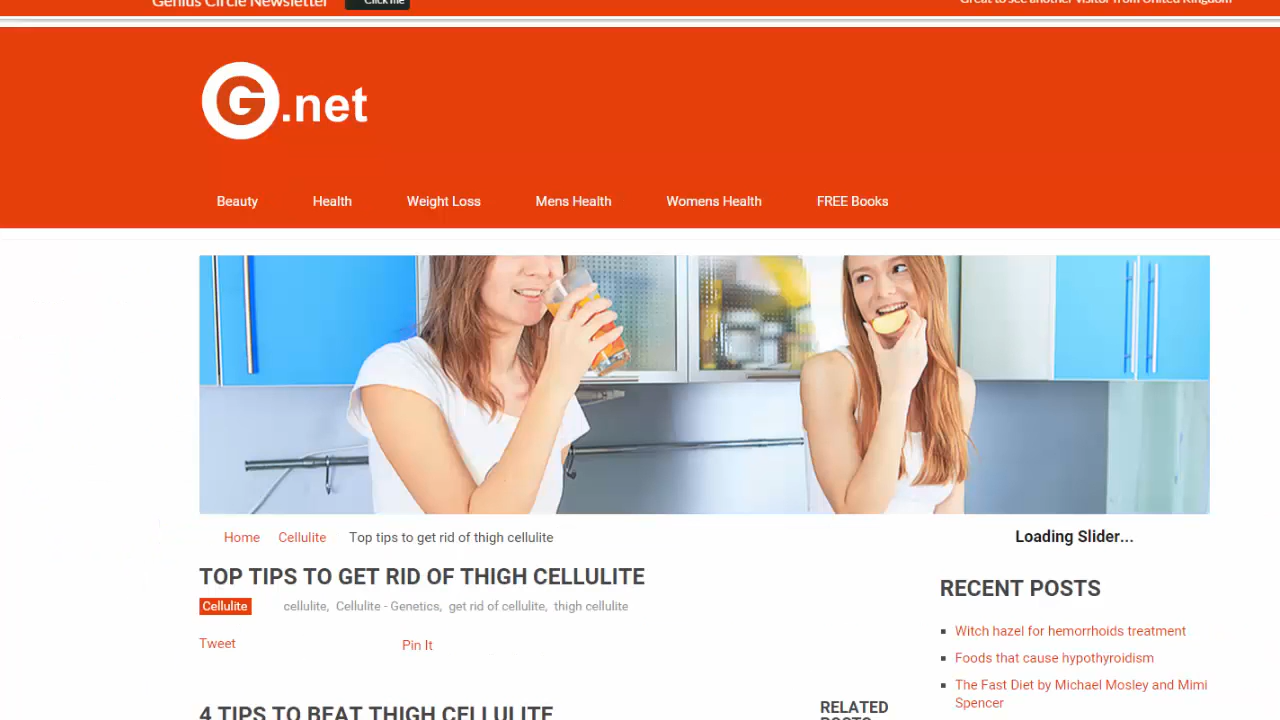 Genius Circle Newsletter
Click me
Great to see another visitor from United Kingdom
G.net
Beauty Health Weight Loss Mens Health Womens Health FREE Books
Home Cellulite Top tips to get rid of thigh cellulite
Loading Slider...
TOP TIPS TO GET RID OF THIGH CELLULITE
Cellulite cellulite, Cellulite - Genetics, get rid of cellulite, thigh cellulite
Tweet Pin It
RECENT POSTS
Witch hazel for hemorrhoids treatment
Foods that cause hypothyroidism
The Fast Diet by Michael Mosley and Mimi
Spencer
4 TIPS TO BEAT THIGH CELLULITE
RELATED
POSTS